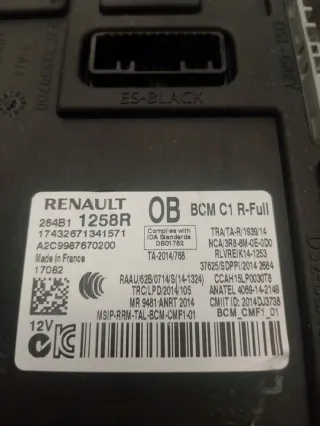 ES-BLACK
RENAULT
284B1 1258R
17432671341571
A2C9987670200
Made in France
17082
12V
OB
BCM C1 R-Full
Complies with
IDA Standards
DB01752
TA-2014/768
TRA/TA-R/1939/14
NCA/3R8-8M-0E-0D0
RLVREIK14-1253
37625/SDPPI/2014 2684
RAAU/62B/0714/S(14-1324)
TRC/LPD/2014/105
MR 9481 ANRT 2014
MSIP-RRM-TAL-BCM-CMF1-01
CCAH15LP0030T8
ANATEL 4069-14-2149
CMIIT ID: 2014DJ3738
BCM_CMF1_01